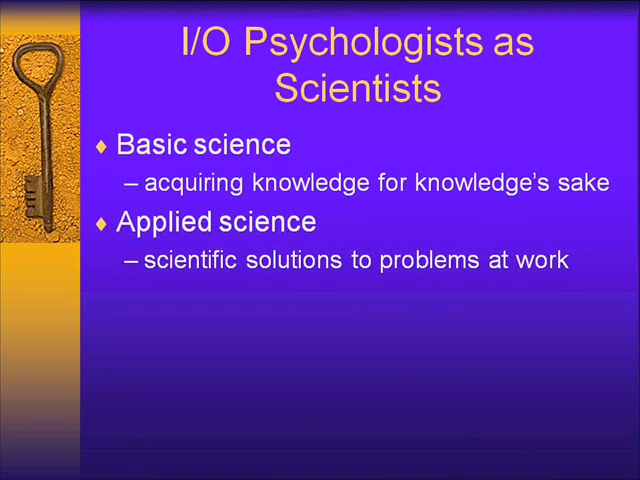 I/O Psychologists as
Scientists
♦ Basic science
– acquiring knowledge for knowledge’s sake
♦ Applied science
– scientific solutions to problems at work